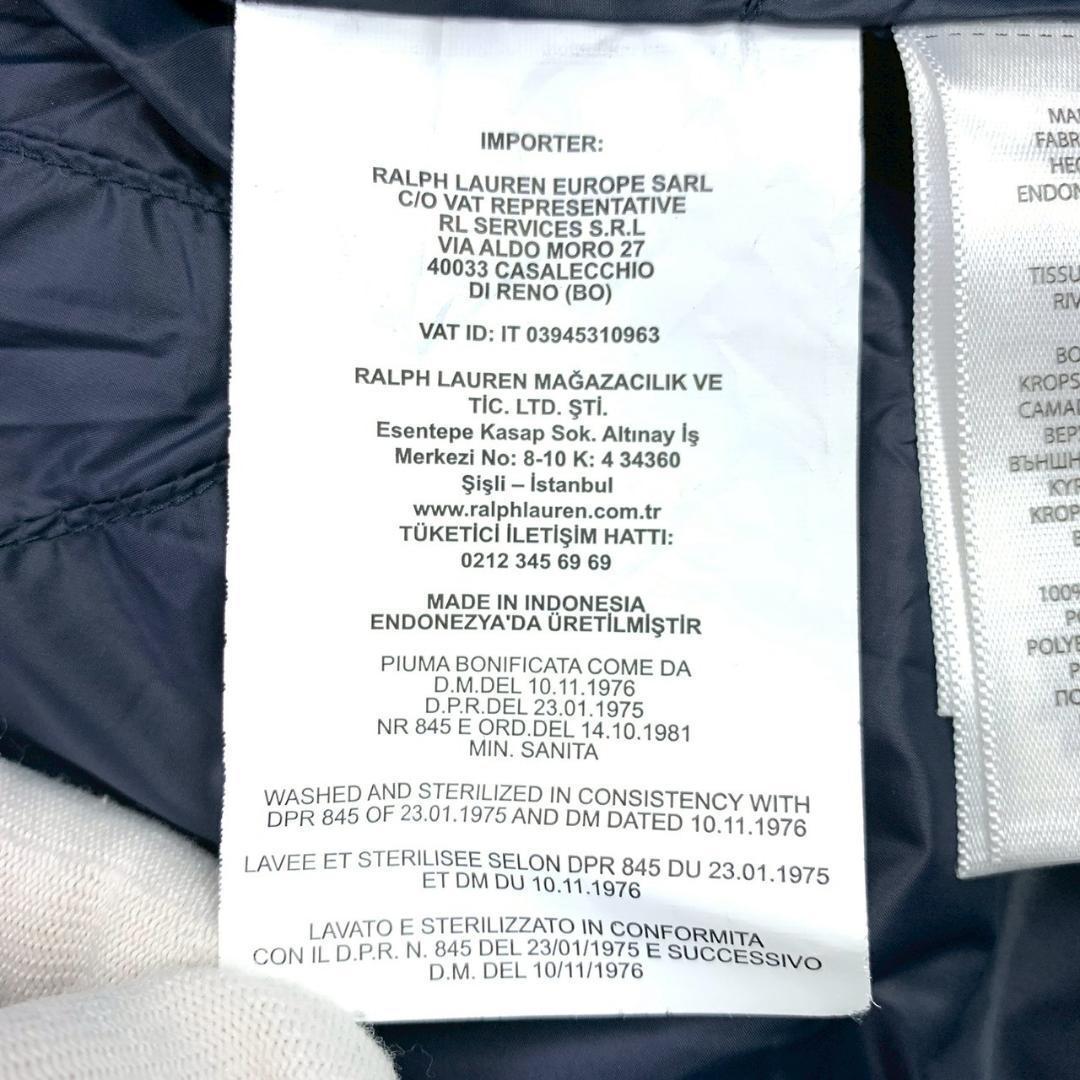 IMPORTER:
RALPH LAUREN EUROPE SARL
C/O VAT REPRESENTATIVE
RL SERVICES S.R.L
VIA ALDO MORO 27
40033 CASALECCHIO
DI RENO (BO)
VAT ID: IT 03945310963
RALPH LAUREN MAĞAZACILIK VE
TİC. LTD. ŞTİ.
Esentepe Kasap Sok. Altınay İş
Merkezi No: 8-10 K: 4 34360
Şişli – İstanbul
www.ralphlauren.com.tr
TÜKETİCİ İLETİŞİM HATTI:
0212 345 69 69
MADE IN INDONESIA
ENDONEZYA'DA ÜRETİLMİŞTİR
PIUMA BONIFICATA COME DA
D.M.DEL 10.11.1976
D.P.R.DEL 23.01.1975
NR 845 E ORD.DEL 14.10.1981
MIN. SANITA
WASHED AND STERILIZED IN CONSISTENCY WITH
DPR 845 OF 23.01.1975 AND DM DATED 10.11.1976
LAVEE ET STERILISEE SELON DPR 845 DU 23.01.1975
ET DM DU 10.11.1976
LAVATO E STERILIZZATO IN CONFORMITA
CON IL D.P.R. N. 845 DEL 23/01/1975 E SUCCESSIVO
D.M. DEL 10/11/1976